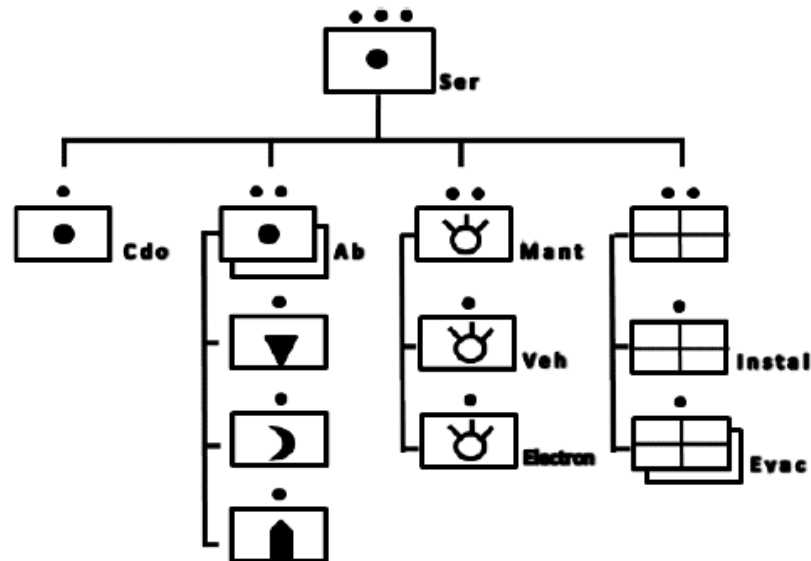 Ser
Cdo
Ab
Mant
Veh
Instal
Electron
Evac